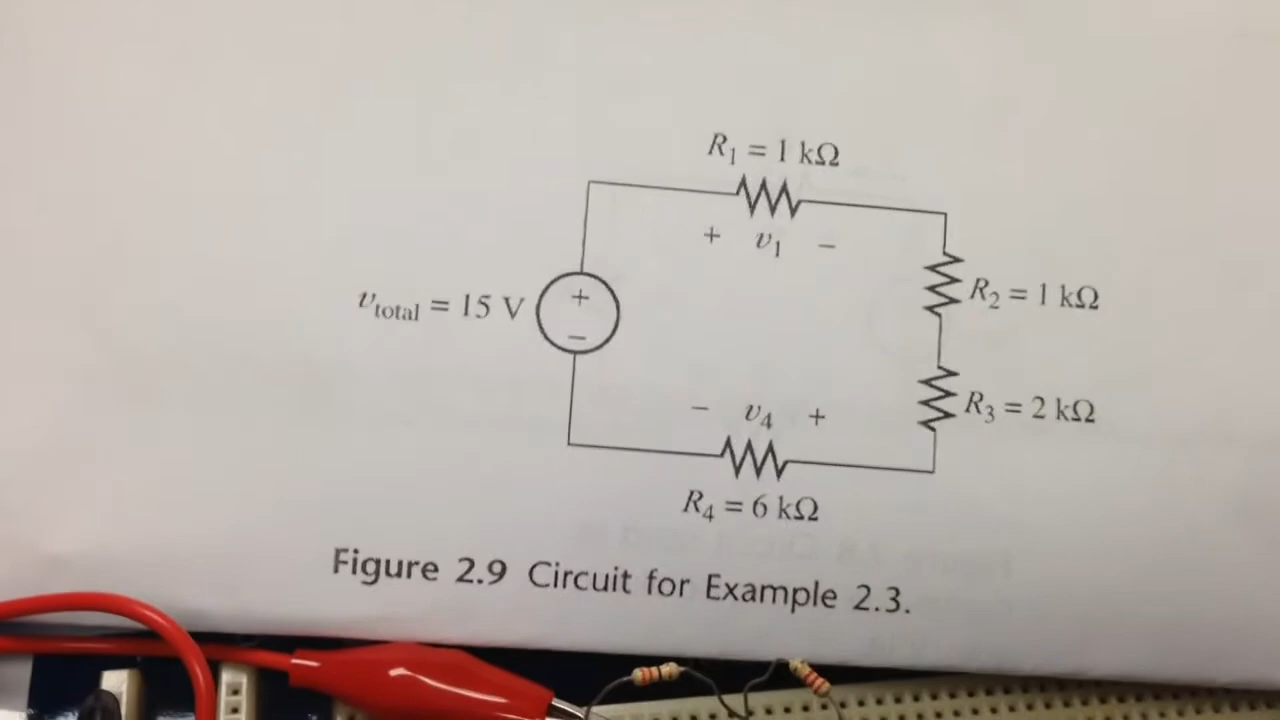 R₁ = 1 kΩ
+ v₁ −
R₂ = 1 kΩ
v_total = 15 V
+
−
R₃ = 2 kΩ
− v₄ +
R₄ = 6 kΩ
Figure 2.9 Circuit for Example 2.3.